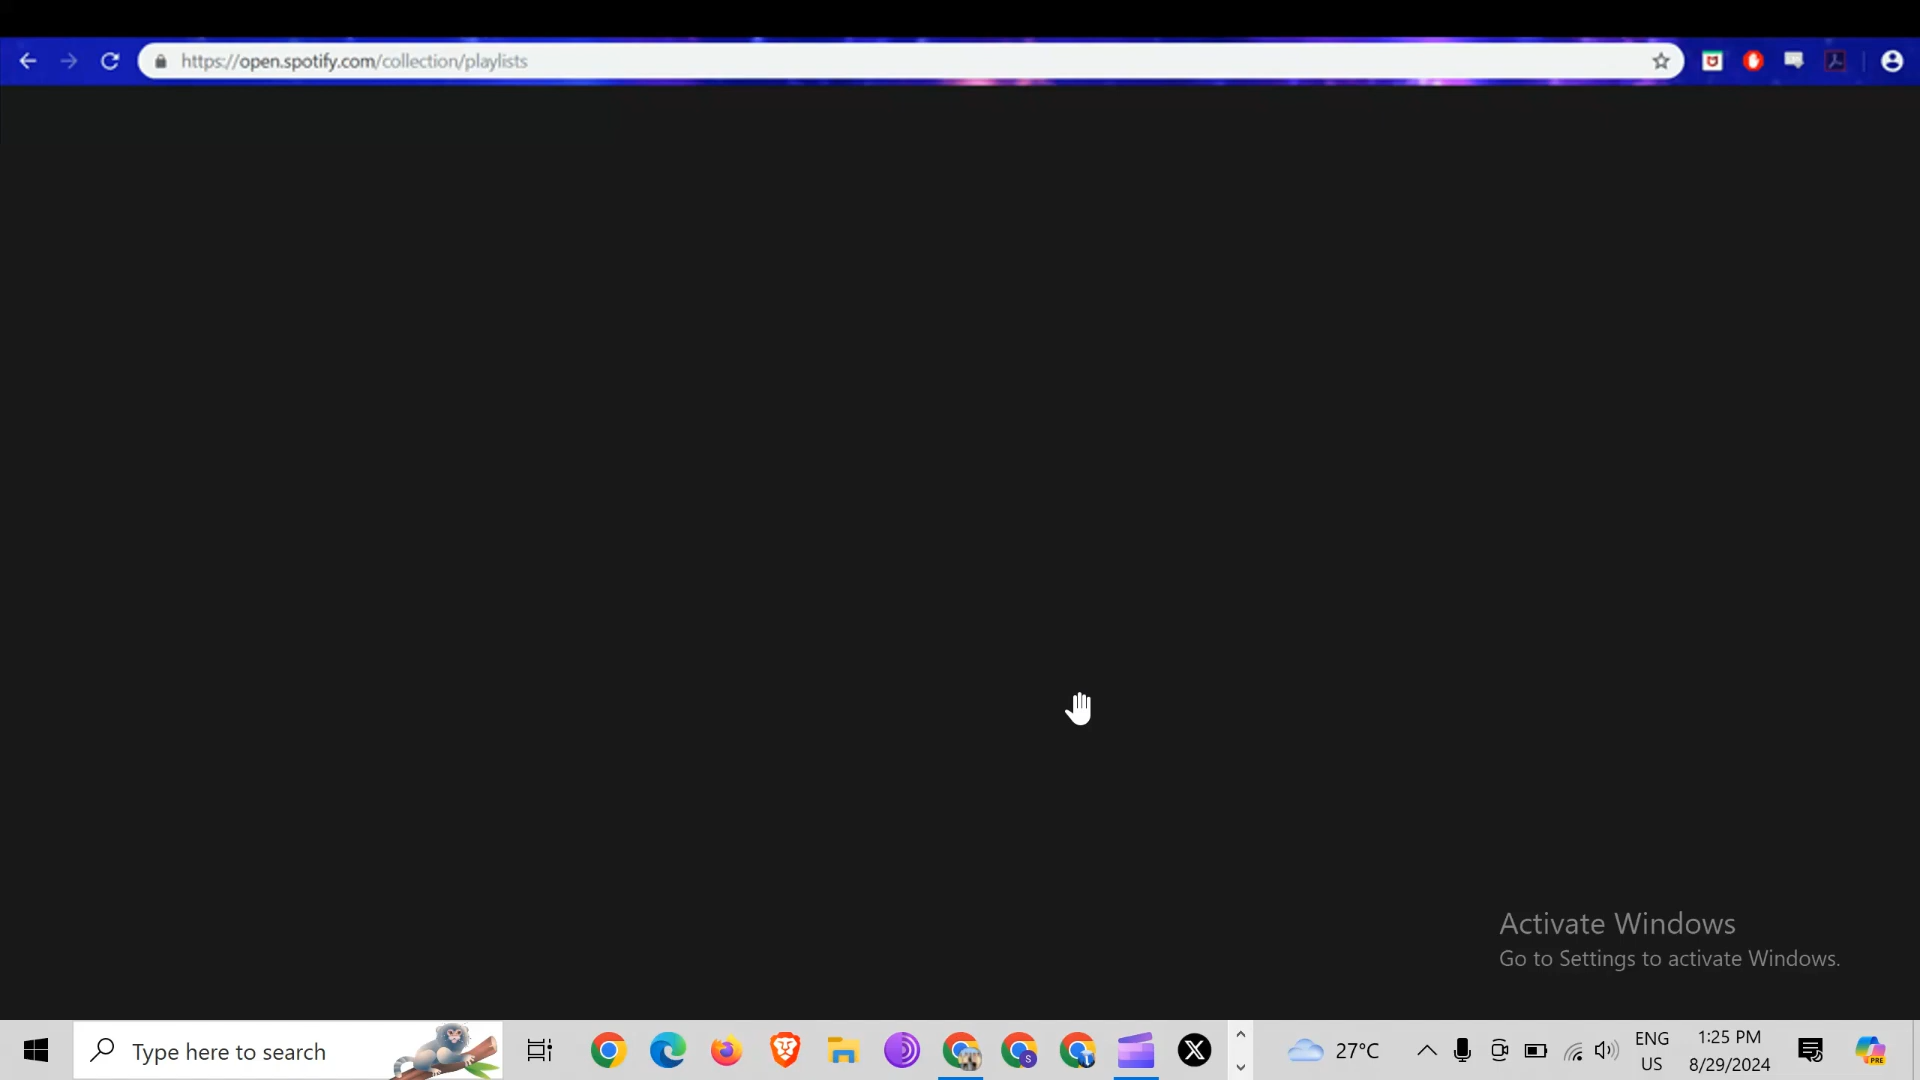 https://open.spotify.com/collection/playlists
Activate Windows
Go to Settings to activate Windows.
Type here to search
S
PRE
27°C
ENG
US
1:25 PM
8/29/2024